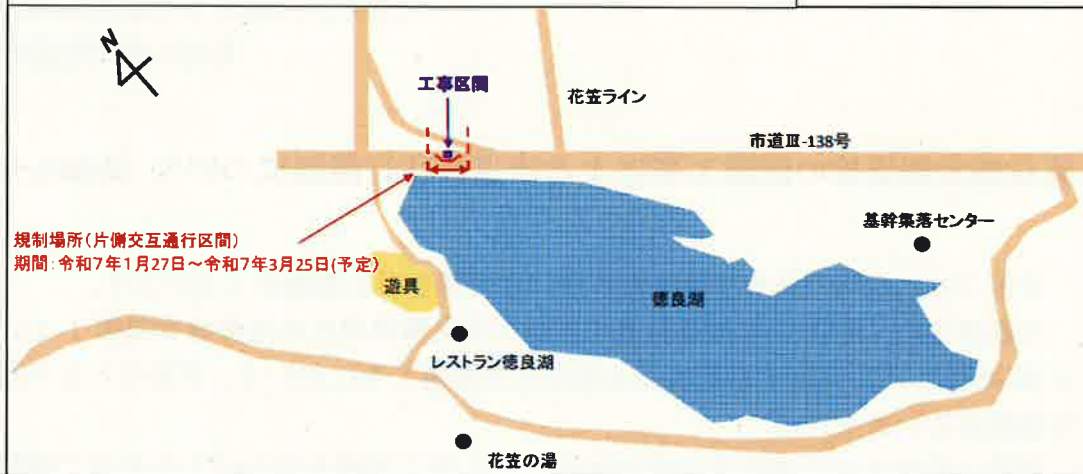 N
工事区間
花笠ライン
市道Ⅲ-138号
基幹集落センター
規制場所(片側交互通行区間)
期間:令和7年1月27日～令和7年3月25日(予定)
遊具
徳良湖
レストラン徳良湖
花笠の湯